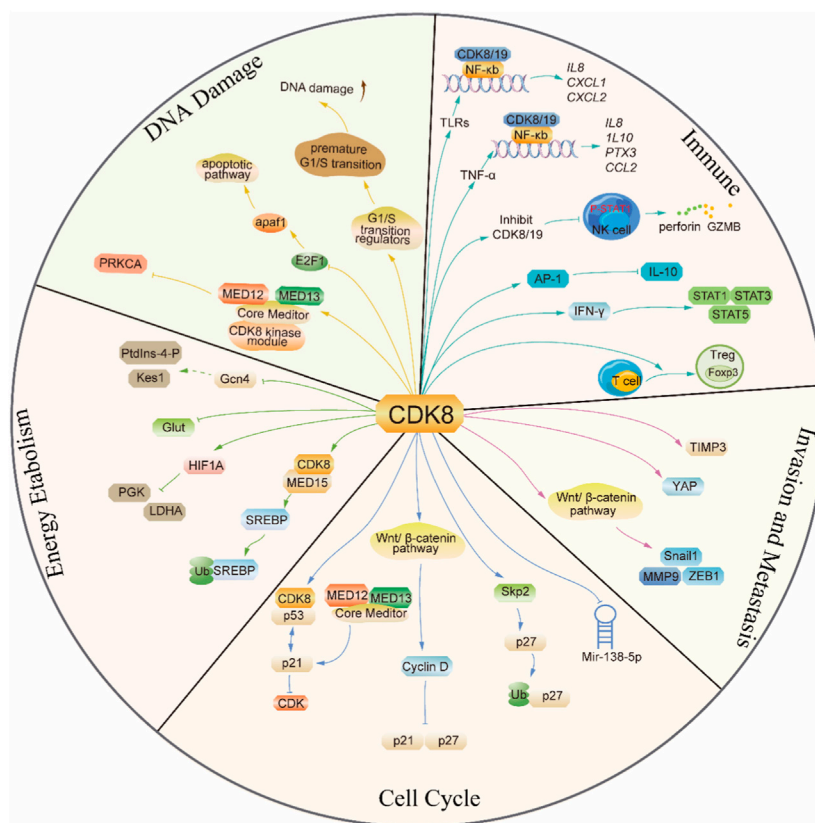 DNA Damage
DNA damage
premature
G1/S transition
apoptotic
pathway
apaf1
G1/S
transition
regulators
E2F1
PRKCA
MED12
MED13
Core Meditor
CDK8 kinase
module
Immune
CDK8/19
NF-κb
TLRs
IL8
CXCL1
CXCL2
CDK8/19
NF-κb
TNF-α
IL8
1L10
PTX3
CCL2
Inhibit
CDK8/19
NK cell
perforin GZMB
AP-1
IL-10
IFN-γ
STAT1
STAT3
STAT5
T cell
Treg
Foxp3
CDK8
Energy Etabolism
PtdIns-4-P
Kes1
Gcn4
Glut
HIF1A
PGK
LDHA
CDK8
MED15
SREBP
Ub
SREBP
Invasion and Metastasis
TIMP3
YAP
Wnt/ β-catenin
pathway
Snail1
MMP9
ZEB1
Cell Cycle
CDK8
p53
p21
CDK
MED12
MED13
Core Meditor
Wnt/ β-catenin
pathway
Cyclin D
p21
p27
Skp2
p27
Ub
p27
Mir-138-5p